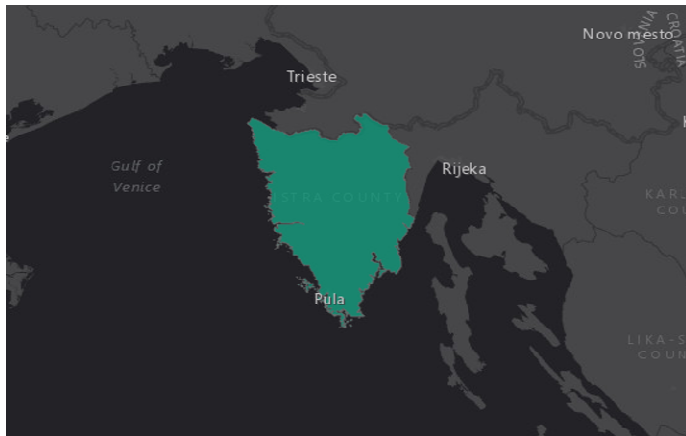 Novo mesto
SLOVENIA
CROATIA
Trieste
Gulf of
Venice
Rijeka
ISTRA COUNTY
Pula